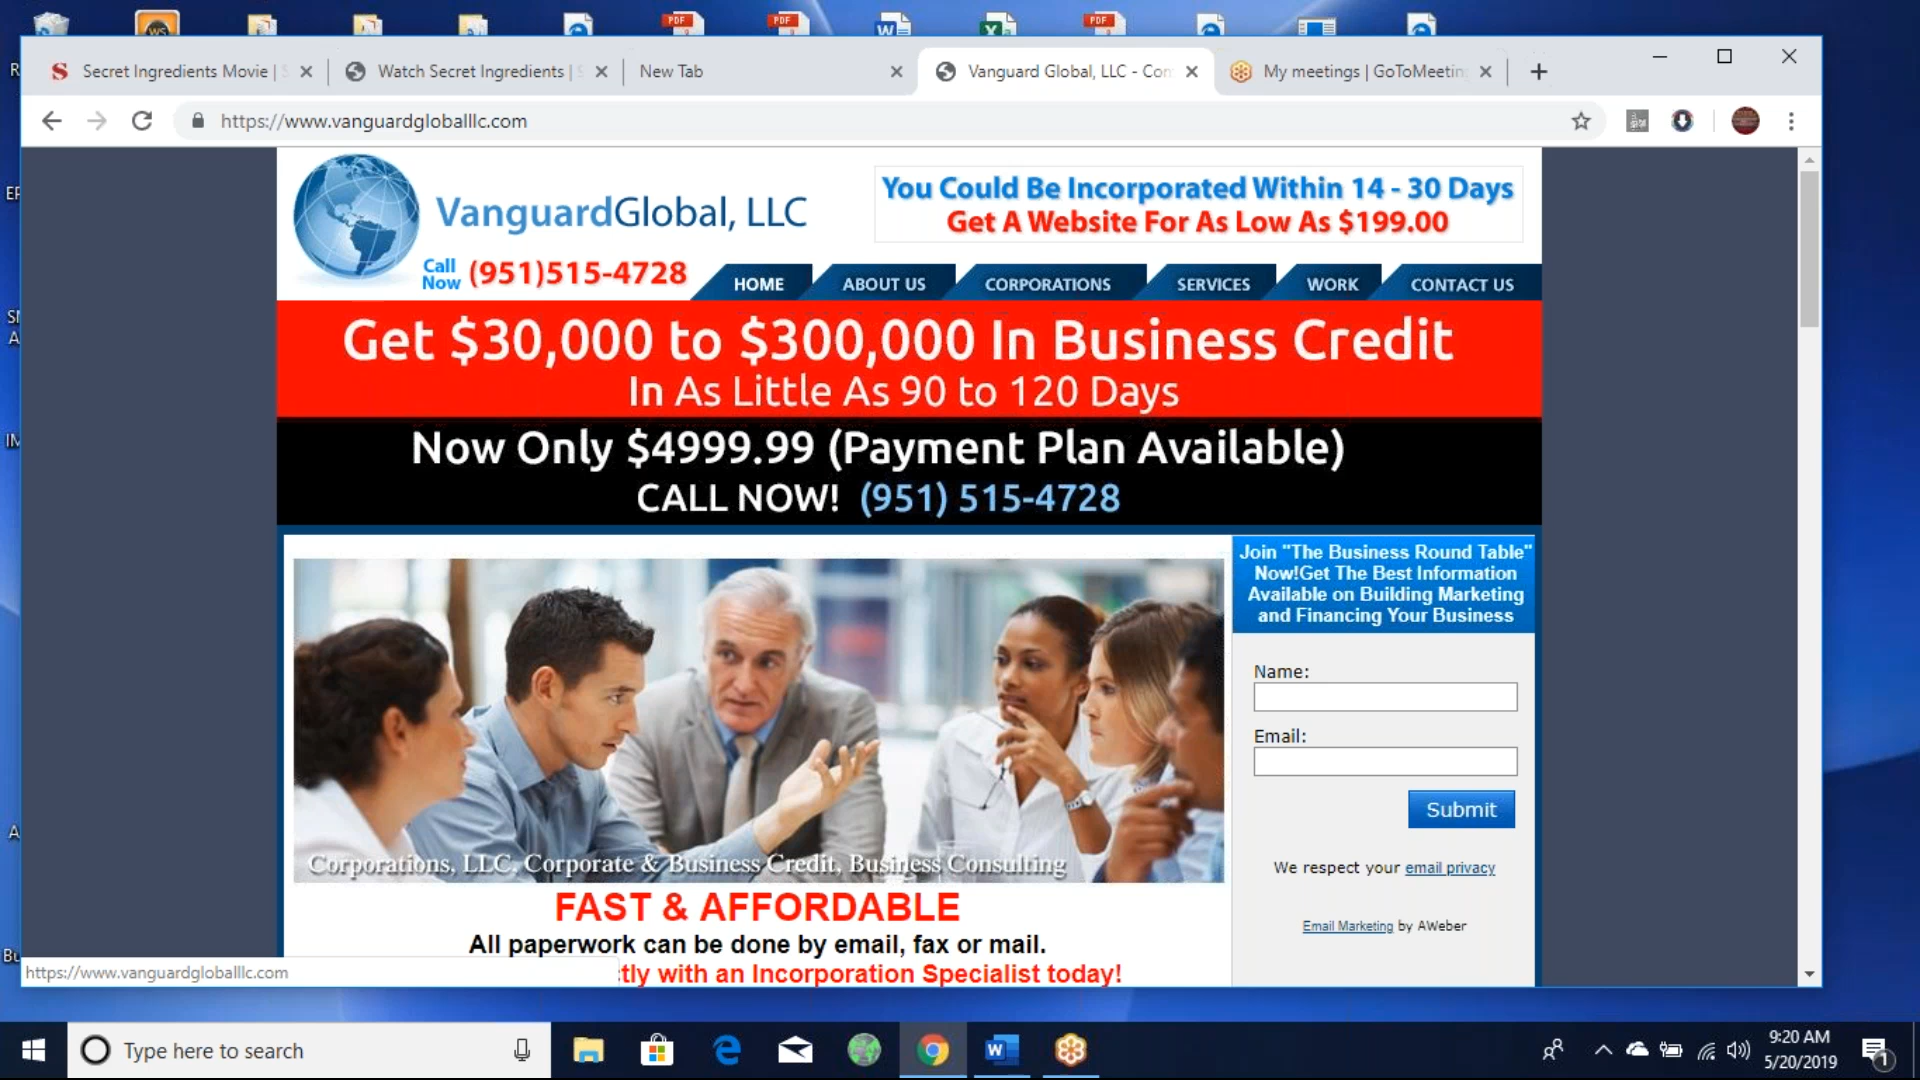 PDF
PDF
PDF
WS
Secret Ingredients Movie |
Watch Secret Ingredients |
New Tab
Vanguard Global, LLC - Con
My meetings | GoToMeeting
https://www.vanguardgloballlc.com
VanguardGlobal, LLC
Call Now (951)515-4728
You Could Be Incorporated Within 14 - 30 Days
Get A Website For As Low As $199.00
HOME
ABOUT US
CORPORATIONS
SERVICES
WORK
CONTACT US
Get $30,000 to $300,000 In Business Credit
In As Little As 90 to 120 Days
Now Only $4999.99 (Payment Plan Available)
CALL NOW! (951) 515-4728
Corporations, LLC, Corporate & Business Credit, Business Consulting
FAST & AFFORDABLE
All paperwork can be done by email, fax or mail.
tly with an Incorporation Specialist today!
Join "The Business Round Table"
Now!Get The Best Information
Available on Building Marketing
and Financing Your Business
Name:
Email:
Submit
We respect your email privacy
Email Marketing by AWeber
https://www.vanguardgloballlc.com
Type here to search
9:20 AM
5/20/2019
1